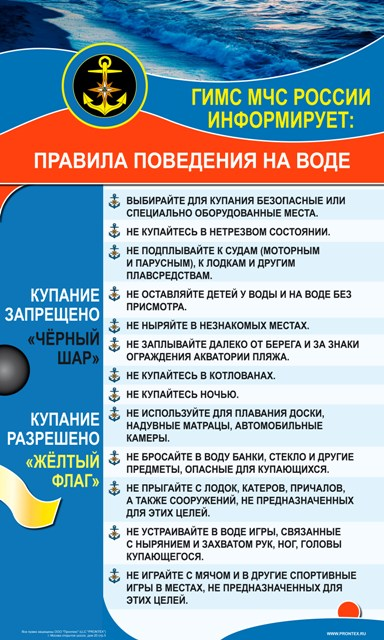 ГИМС МЧС РОССИИ
ИНФОРМИРУЕТ:
ПРАВИЛА ПОВЕДЕНИЯ НА ВОДЕ
КУПАНИЕ
ЗАПРЕЩЕНО
«ЧЁРНЫЙ
ШАР»
КУПАНИЕ
РАЗРЕШЕНО
«ЖЁЛТЫЙ
ФЛАГ»
ВЫБИРАЙТЕ ДЛЯ КУПАНИЯ БЕЗОПАСНЫЕ ИЛИ
СПЕЦИАЛЬНО ОБОРУДОВАННЫЕ МЕСТА.
НЕ КУПАЙТЕСЬ В НЕТРЕЗВОМ СОСТОЯНИИ.
НЕ ПОДПЛЫВАЙТЕ К СУДАМ (МОТОРНЫМ
И ПАРУСНЫМ), К ЛОДКАМ И ДРУГИМ
ПЛАВСРЕДСТВАМ.
НЕ ОСТАВЛЯЙТЕ ДЕТЕЙ У ВОДЫ И НА ВОДЕ БЕЗ
ПРИСМОТРА.
НЕ НЫРЯЙТЕ В НЕЗНАКОМЫХ МЕСТАХ.
НЕ ЗАПЛЫВАЙТЕ ДАЛЕКО ОТ БЕРЕГА И ЗА ЗНАКИ
ОГРАЖДЕНИЯ АКВАТОРИИ ПЛЯЖА.
НЕ КУПАЙТЕСЬ В КОТЛОВАНАХ.
НЕ КУПАЙТЕСЬ НОЧЬЮ.
НЕ ИСПОЛЬЗУЙТЕ ДЛЯ ПЛАВАНИЯ ДОСКИ,
НАДУВНЫЕ МАТРАЦЫ, АВТОМОБИЛЬНЫЕ
КАМЕРЫ.
НЕ БРОСАЙТЕ В ВОДУ БАНКИ, СТЕКЛО И ДРУГИЕ
ПРЕДМЕТЫ, ОПАСНЫЕ ДЛЯ КУПАЮЩИХСЯ.
НЕ ПРЫГАЙТЕ С ЛОДОК, КАТЕРОВ, ПРИЧАЛОВ,
А ТАКЖЕ СООРУЖЕНИЙ, НЕ ПРЕДНАЗНАЧЕННЫХ
ДЛЯ ЭТИХ ЦЕЛЕЙ.
НЕ УСТРАИВАЙТЕ В ВОДЕ ИГРЫ, СВЯЗАННЫЕ
С НЫРЯНИЕМ И ЗАХВАТОМ РУК, НОГ, ГОЛОВЫ
КУПАЮЩЕГОСЯ.
НЕ ИГРАЙТЕ С МЯЧОМ И В ДРУГИЕ СПОРТИВНЫЕ
ИГРЫ В МЕСТАХ, НЕ ПРЕДНАЗНАЧЕННЫХ ДЛЯ
ЭТИХ ЦЕЛЕЙ.
WWW.PRONTEX.RU